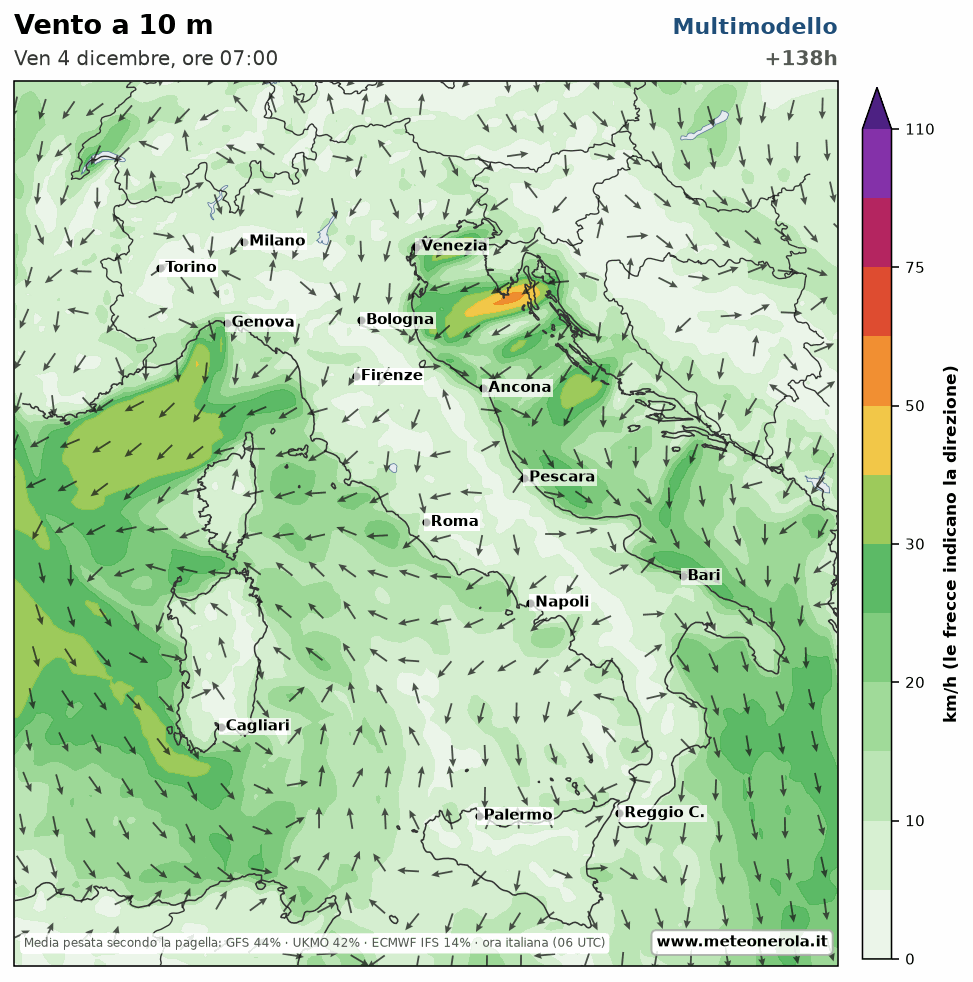 Vento a 10 m
Multimodello
Ven 4 dicembre, ore 07:00
+138h
110
75
50
30
20
10
0
km/h (le frecce indicano la direzione)
Venezia
Milano
Torino
Genova
Bologna
Firenze
Ancona
Pescara
Roma
Bari
Napoli
Cagliari
Palermo
Reggio C.
Media pesata secondo la pagella: GFS 44% · UKMO 42% · ECMWF IFS 14% · ora italiana (06 UTC)
www.meteonerola.it